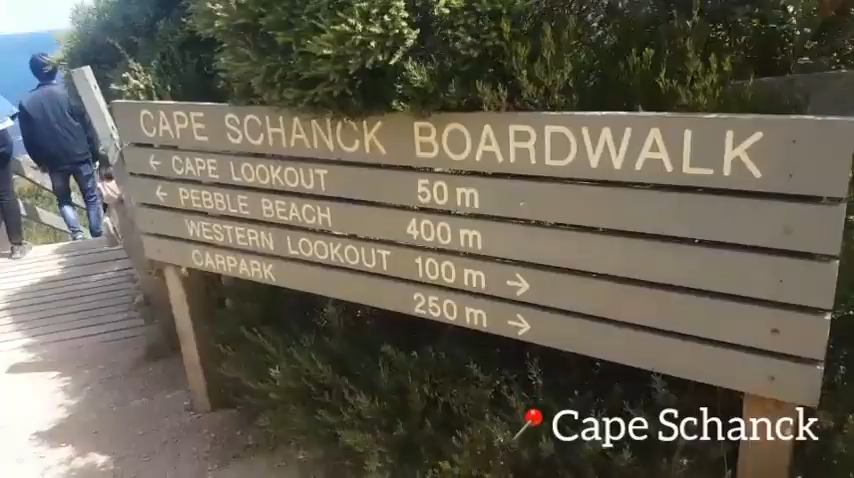 CAPE SCHANCK BOARDWALK
← CAPE LOOKOUT 50 m
← PEBBLE BEACH 400 m
WESTERN LOOKOUT 100 m →
CARPARK 250 m →
📍 Cape Schanck